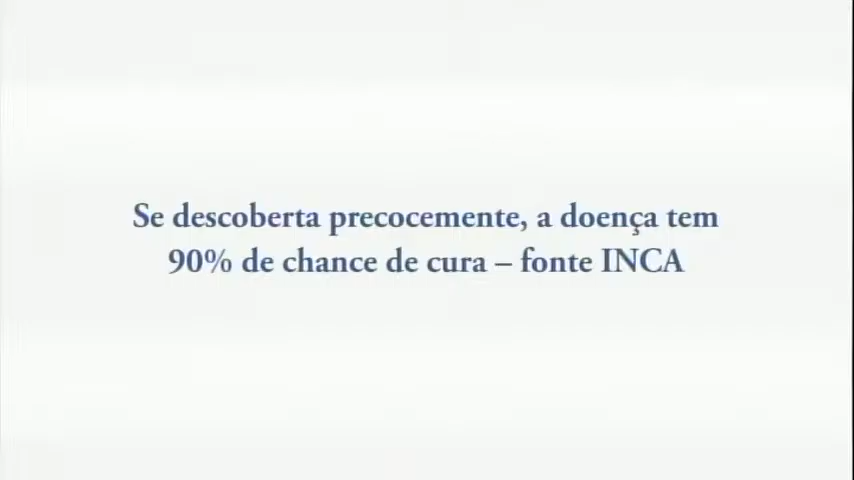 Se descoberta precocemente, a doença tem
90% de chance de cura – fonte INCA